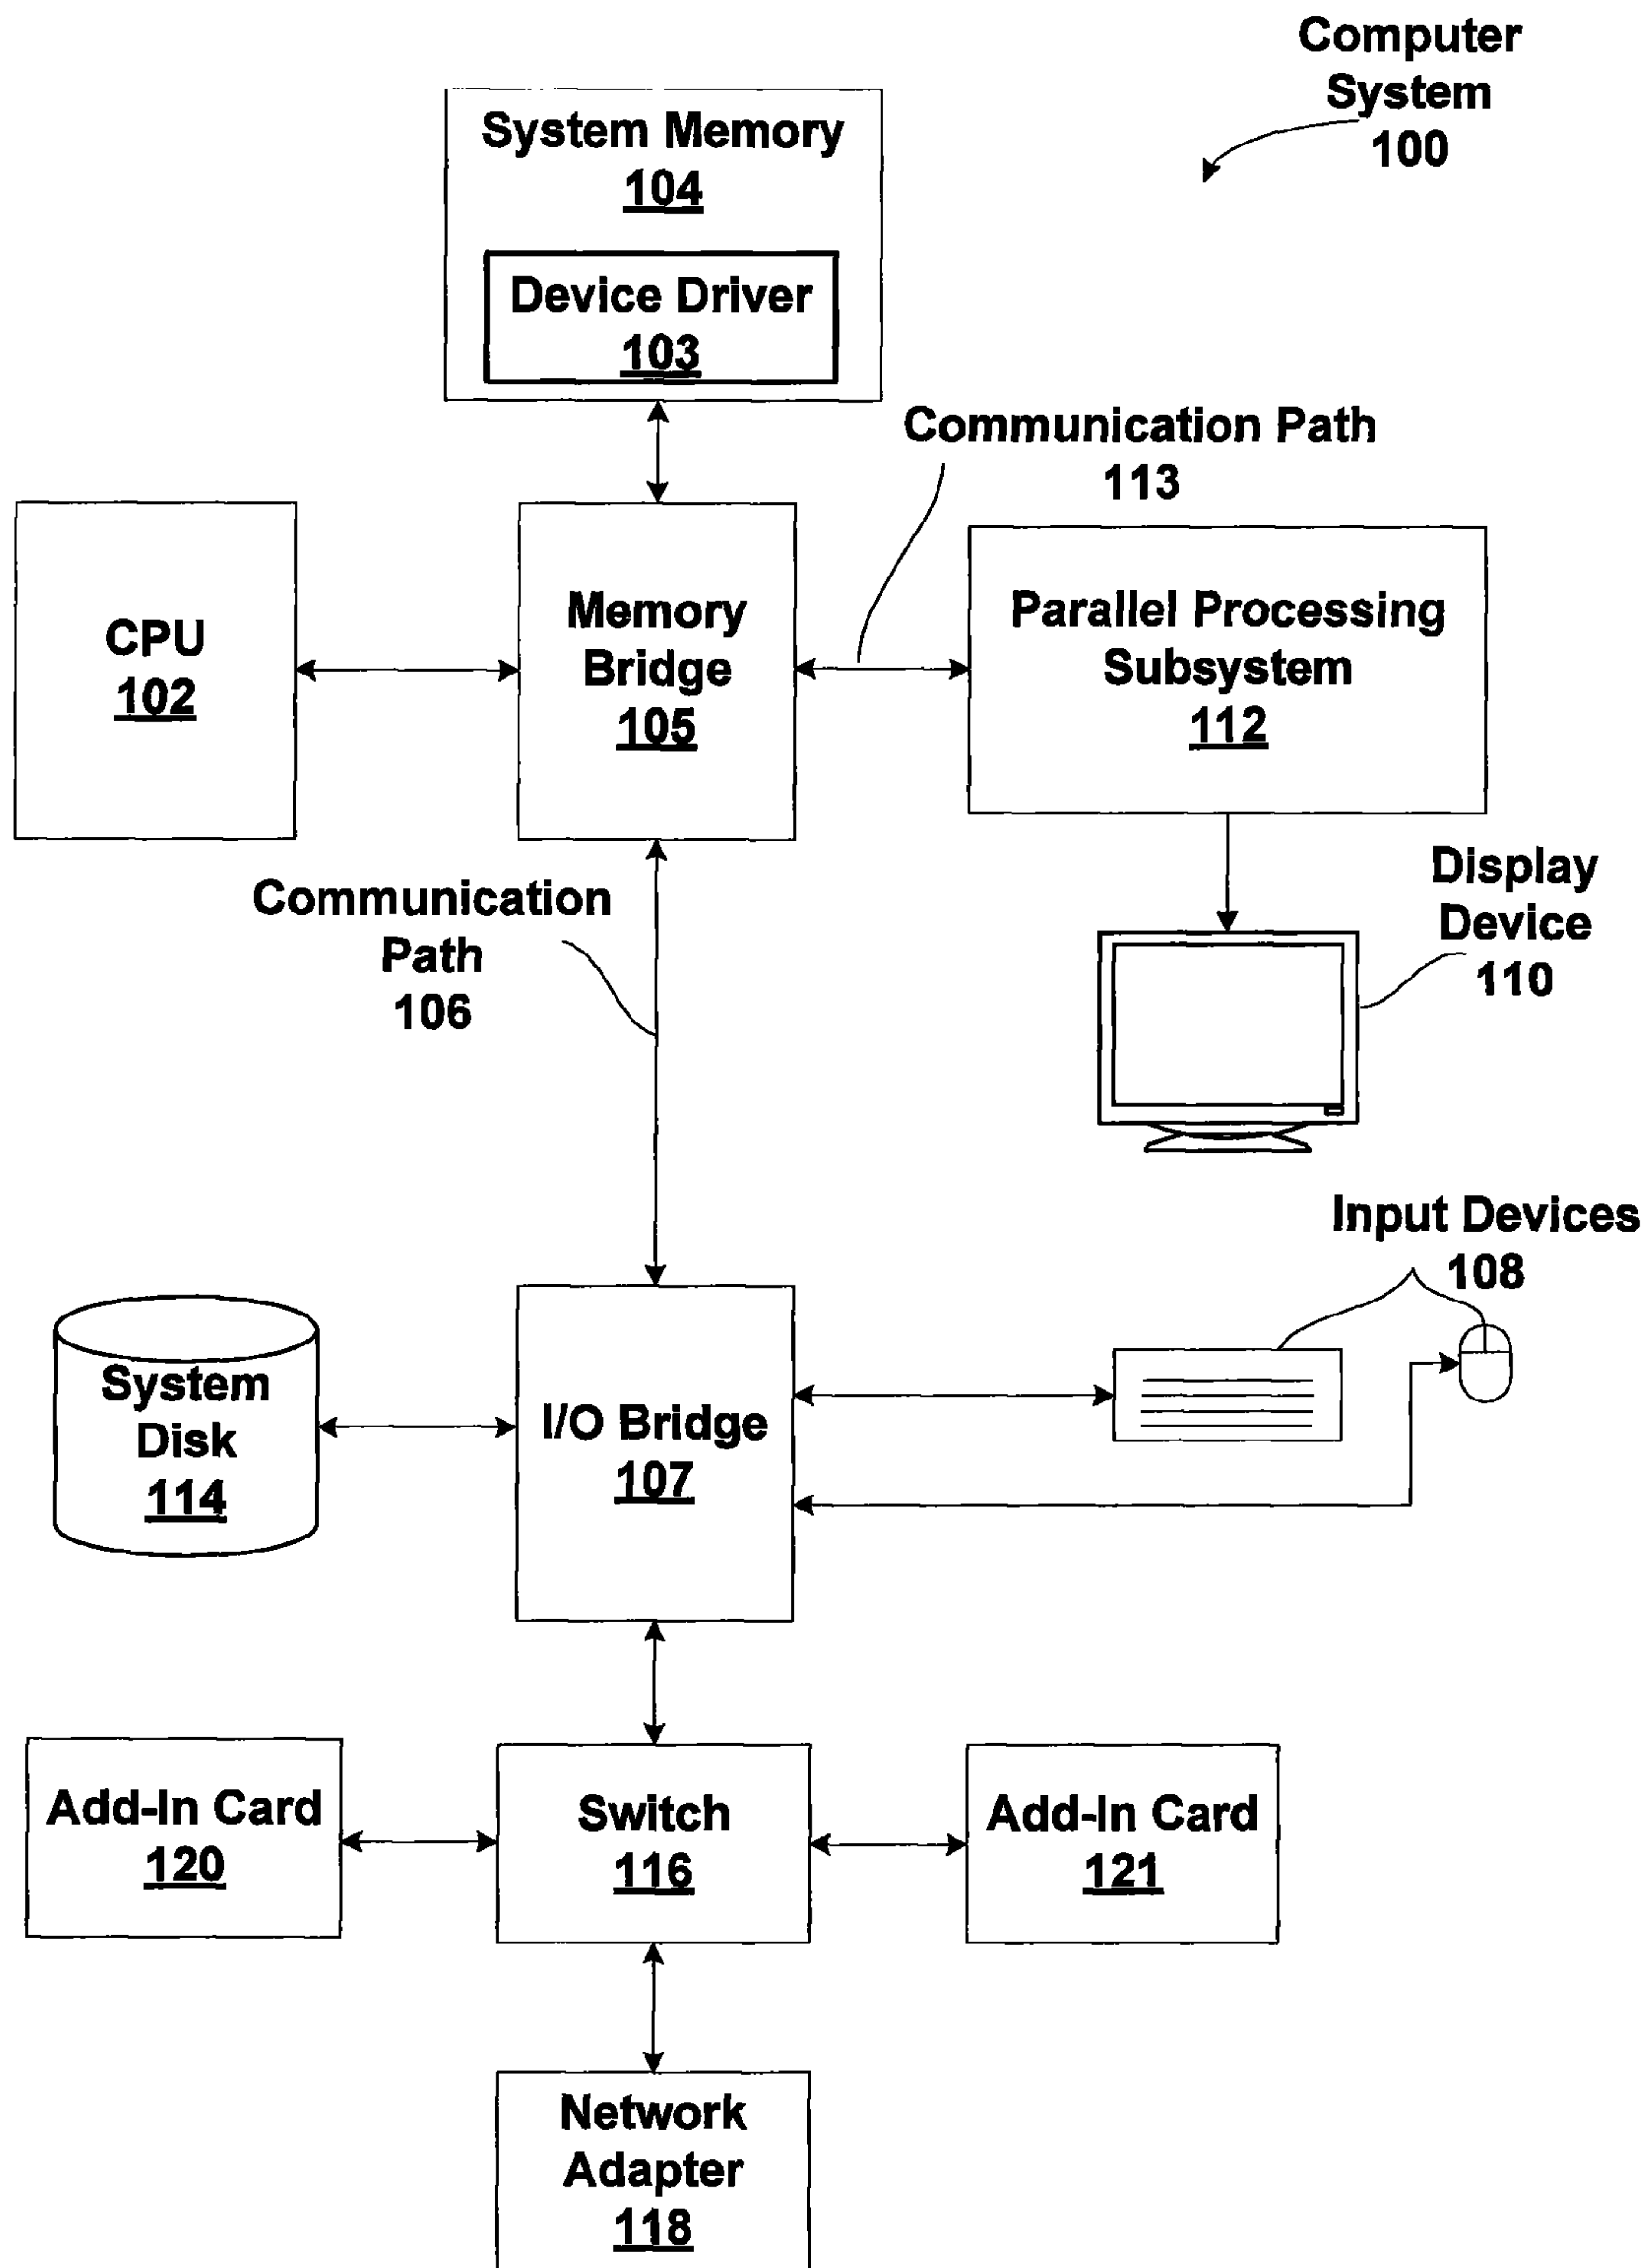 Computer
System
100
System Memory
104
Device Driver
103
Communication Path
113
CPU
102
Memory
Bridge
105
Parallel Processing
Subsystem
112
Communication
Path
106
Display
Device
110
Input Devices
108
System
Disk
114
I/O Bridge
107
Add-In Card
120
Switch
116
Add-In Card
121
Network
Adapter
118